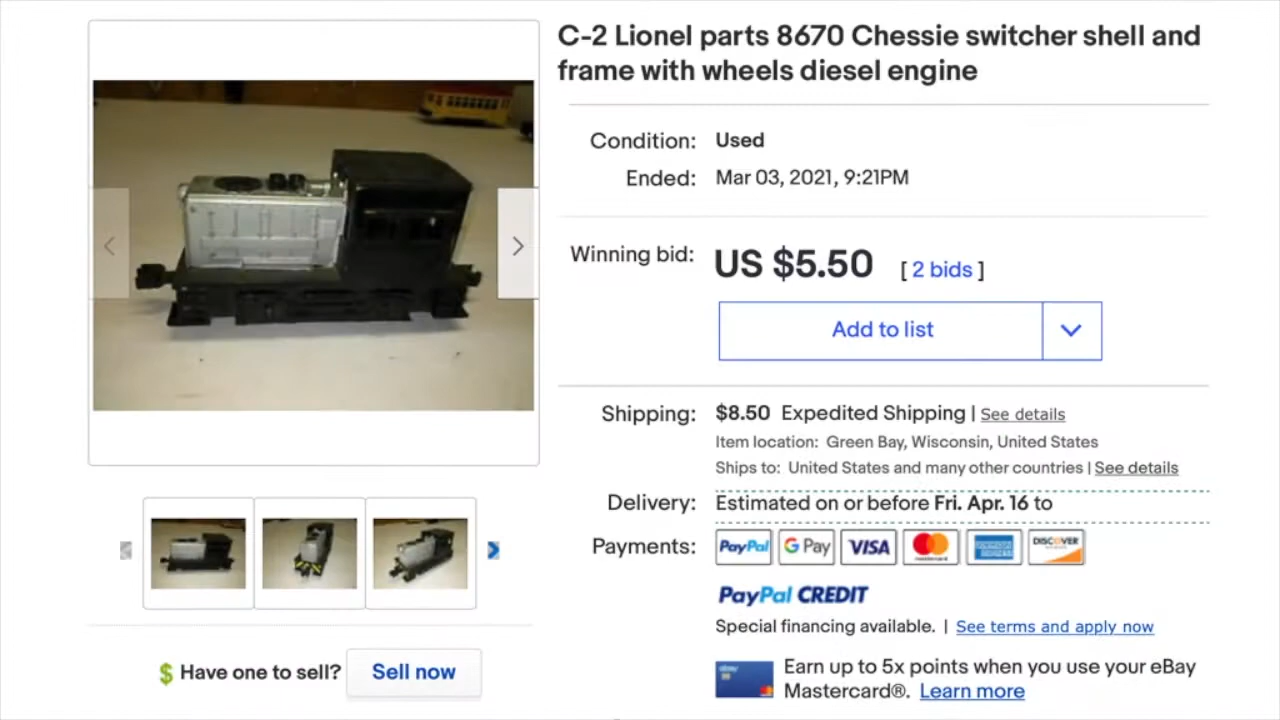 C-2 Lionel parts 8670 Chessie switcher shell and
frame with wheels diesel engine
Condition: Used
Ended: Mar 03, 2021, 9:21PM
Winning bid: US $5.50 [ 2 bids ]
Add to list
Shipping: $8.50 Expedited Shipping | See details
Item location: Green Bay, Wisconsin, United States
Ships to: United States and many other countries | See details
Delivery: Estimated on or before Fri. Apr. 16 to
Payments: PayPal G Pay VISA mastercard AMERICAN EXPRESS DISCOVER
PayPal CREDIT
Special financing available. | See terms and apply now
ebay
Earn up to 5x points when you use your eBay
Mastercard®. Learn more
$ Have one to sell? Sell now